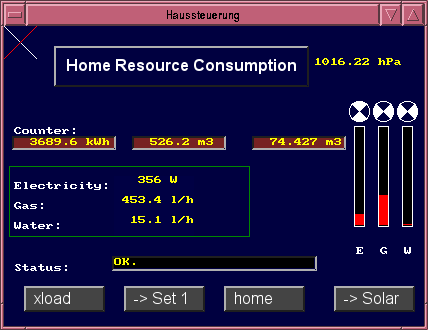 Haussteuerung
Home Resource Consumption
1016.22 hPa
Counter:
3689.6 kWh 526.2 m3 74.427 m3
Electricity: 356 W
Gas: 453.4 l/h
Water: 15.1 l/h
E G W
Status: OK.
xload -> Set 1 home -> Solar